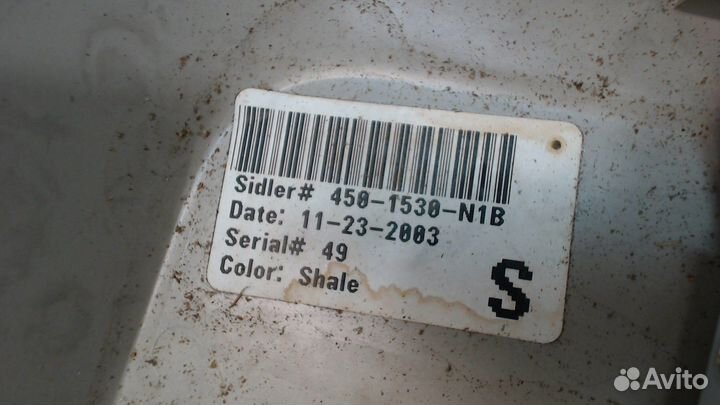 Sidler# 450-1530-N1B
Date: 11-23-2003
Serial# 49
Color: Shale
S
Avito